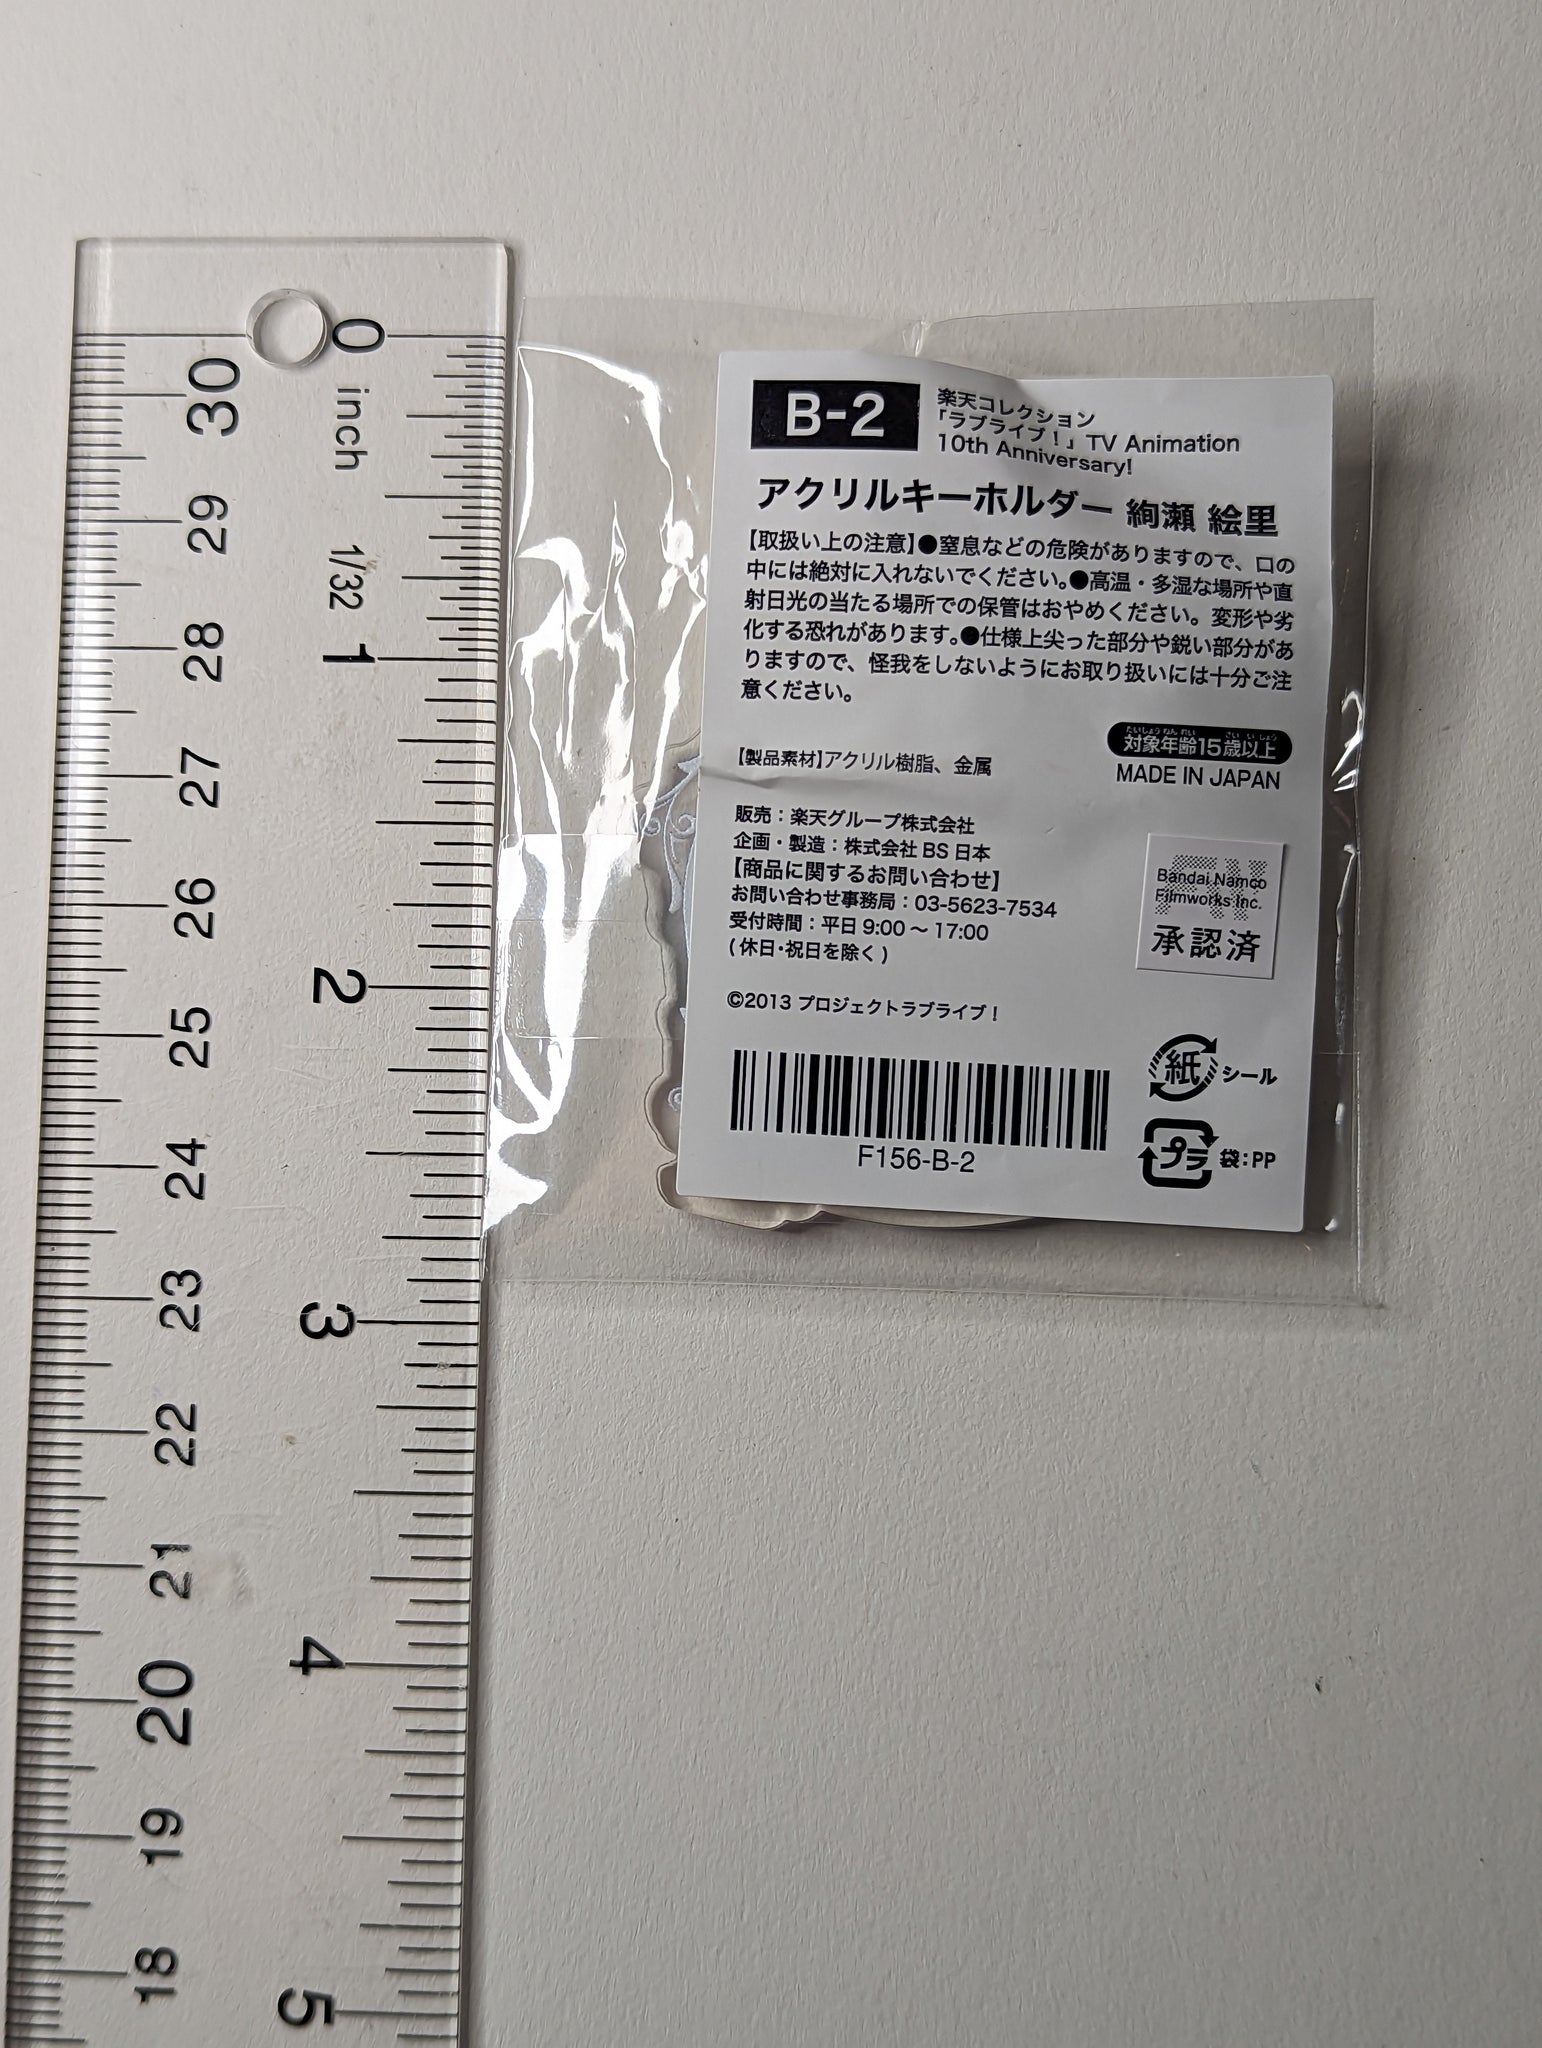 0
inch
1/32
1
2
3
4
5
30
29
28
27
26
25
24
23
22
21
20
19
18
B-2
楽天コレクション
「ラブライブ!」TV Animation
10th Anniversary!
アクリルキーホルダー 絢瀬 絵里
【取扱い上の注意】●窒息などの危険がありますので、口の
中には絶対に入れないでください。●高温・多湿な場所や直
射日光の当たる場所での保管はおやめください。変形や劣
化する恐れがあります。●仕様上尖った部分や鋭い部分があ
りますので、怪我をしないようにお取り扱いには十分ご注
意ください。
たいしょうねんれい さいいじょう
対象年齢15歳以上
MADE IN JAPAN
【製品素材】アクリル樹脂、金属
販売:楽天グループ株式会社
企画・製造:株式会社 BS 日本
【商品に関するお問い合わせ】
お問い合わせ事務局:03-5623-7534
受付時間:平日 9:00 〜 17:00
(休日・祝日を除く)
Bandai Namco
Filmworks Inc.
承認済
©2013 プロジェクトラブライブ!
F156-B-2
紙 シール
プラ 袋:PP